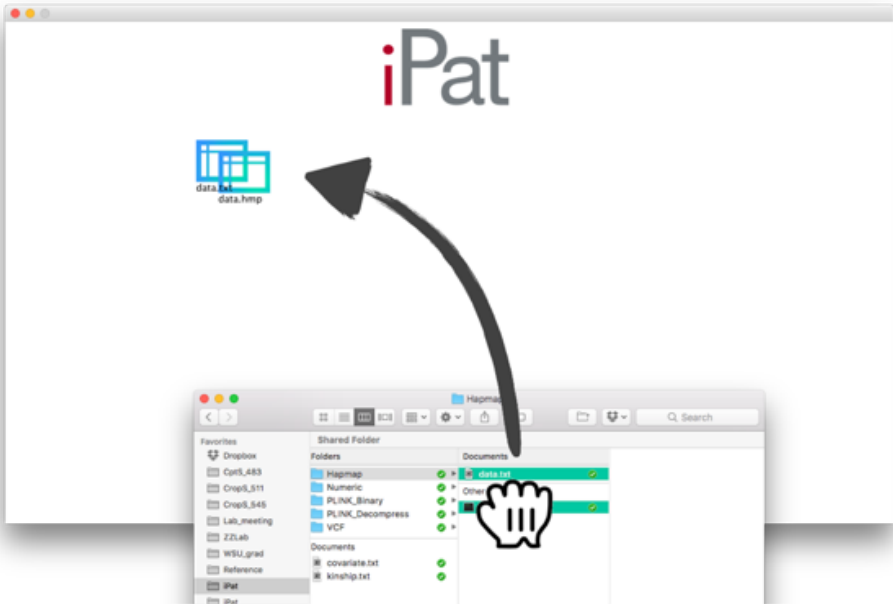 iPat
data.txt
data.hmp
Hapmap
Search
Favorites
Dropbox
CptS_483
CropS_511
CropS_545
Lab_meeting
ZZLab
WSU_grad
Reference
iPat
iPat
Shared Folder
Folders
Hapmap
Numeric
PLINK_Binary
PLINK_Decompress
VCF
Documents
covariate.txt
kinship.txt
Documents
data.txt
Other